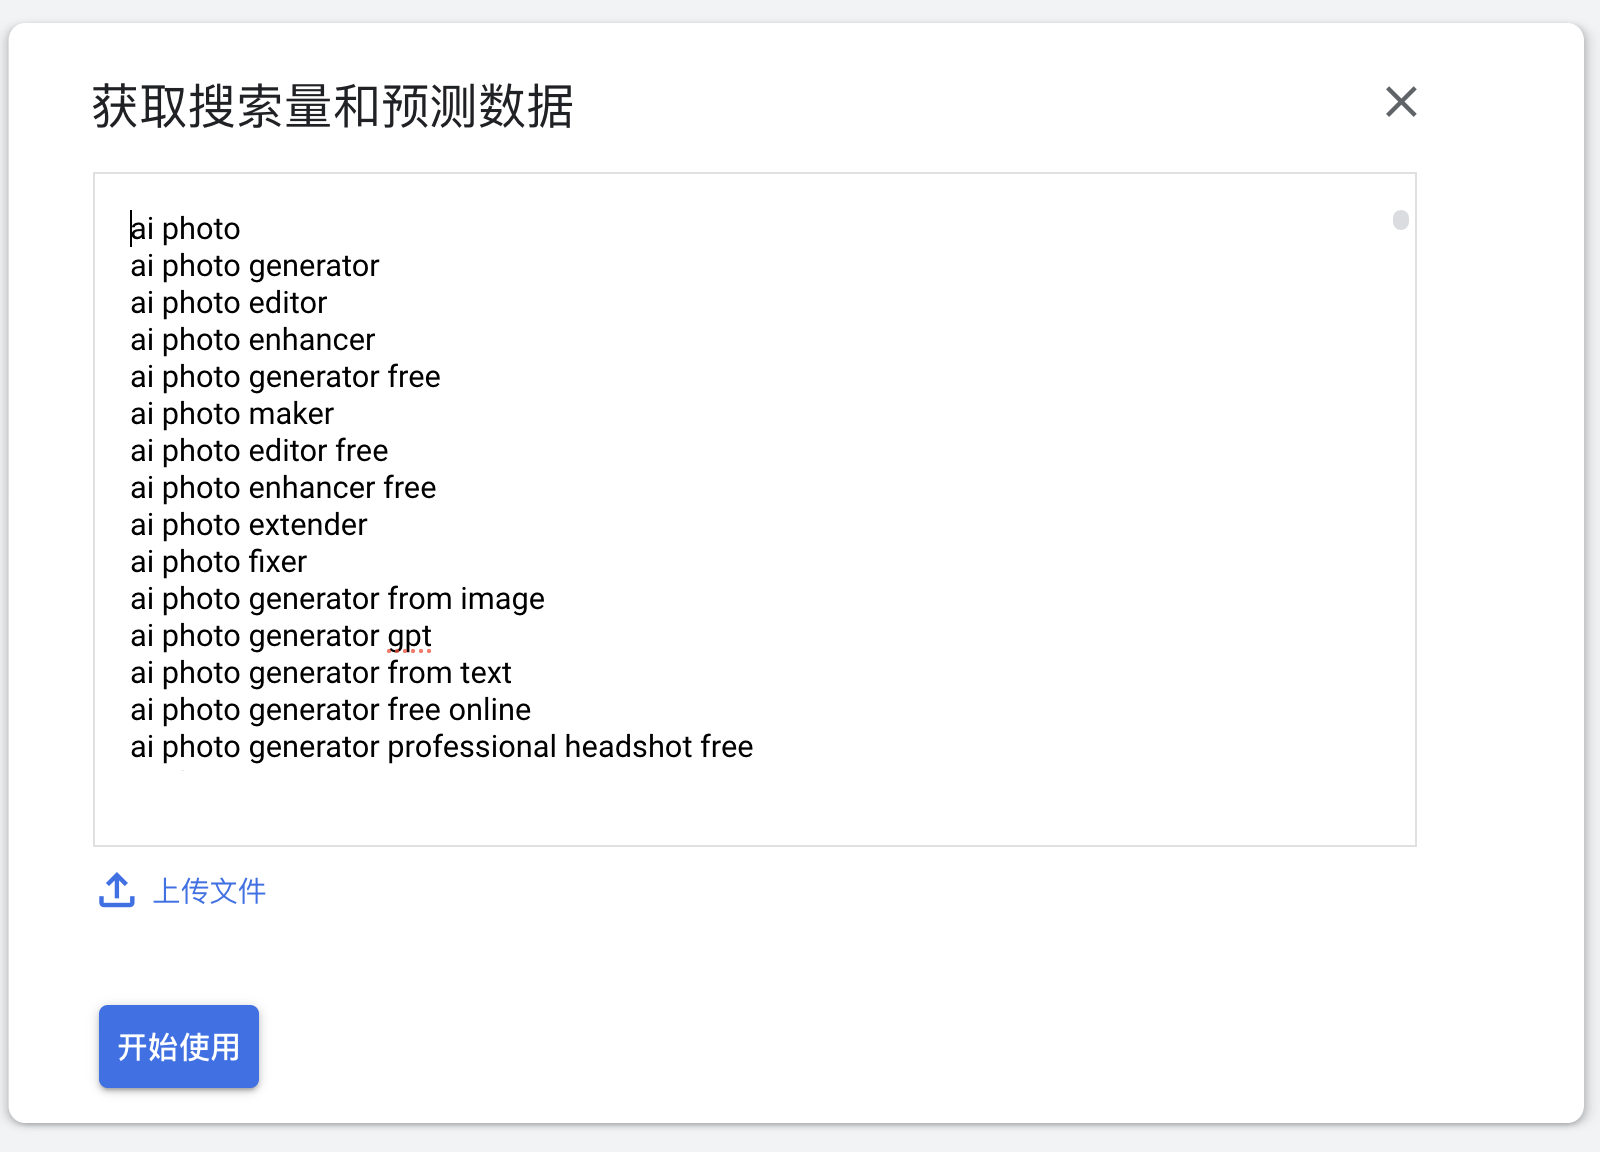 获取搜索量和预测数据
ai photo
ai photo generator
ai photo editor
ai photo enhancer
ai photo generator free
ai photo maker
ai photo editor free
ai photo enhancer free
ai photo extender
ai photo fixer
ai photo generator from image
ai photo generator gpt
ai photo generator from text
ai photo generator free online
ai photo generator professional headshot free
上传文件
开始使用